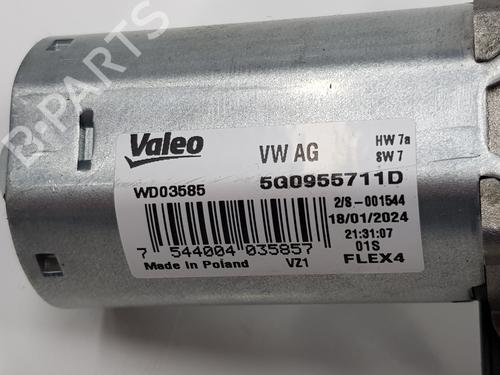 B-PARTS
Valeo
VW AG
HW 7a
SW 7
WD03585
5G0955711D
2/S-001544
18/01/2024
21:31:07
7 544004 035857
01S
Made in Poland
VZ1
FLEX4